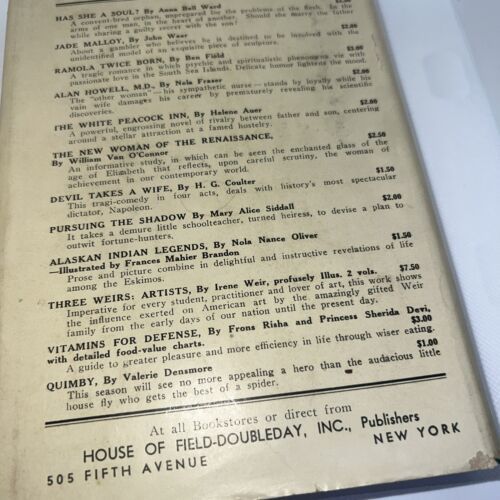 HAS SHE A SOUL? By Anna Bell Ward
A convent-bred orphan, unprepared for the problems of the flesh. In the
arms of one man, in the heart of another. Should she marry the first
while sharing a guilty secret with the son?
$2.00
JADE MALLOY, By John Waer
About a gambler who believes he is destined to be involved with the
unidentified model of an exquisite piece of sculpture.
$2.00
RAMOLA TWICE BORN, By Ben Field
A tragic romance in which psychic and spiritualistic phenomena vie with
passionate love in the South Sea Islands. Delicate humor lightens the mood.
$2.00
ALAN HOWELL, M.D., By Nola Fraser
The "other woman"—his sympathetic nurse—stands by loyally while his
vain wife damages his career by prematurely revealing his scientific
discoveries.
$2.00
THE WHITE PEACOCK INN, By Helene Auer
A powerful, engrossing novel of rivalry between father and son, centering
around a stellar attraction at a famed hostelry.
THE NEW WOMAN OF THE RENAISSANCE,
By William Van O'Connor $2.50
An informative study, in which can be seen the enchanted glass of the
age of Elizabeth that reflects, upon careful scrutiny, the woman of
achievement in our contemporary world.
DEVIL TAKES A WIFE, By H. G. Coulter $1.50
This tragi-comedy in four acts, deals with history's most spectacular
dictator, Napoleon.
PURSUING THE SHADOW By Mary Alice Siddall $2.00
It takes a demure little schoolteacher, turned heiress, to devise a plan to
outwit fortune-hunters.
ALASKAN INDIAN LEGENDS, By Nola Nance Oliver
—Illustrated by Frances Mahier Brandon $1.50
Prose and picture combine in delightful and instructive revelations of life
among the Eskimos.
THREE WEIRS: ARTISTS, By Irene Weir, profusely Illus. 2 vols. $7.50
Imperative for every student, practitioner and lover of art, this work shows
the influence exerted on American art by the amazingly gifted Weir
family from the early days of our nation until the present day.
VITAMINS FOR DEFENSE, By Frons Risha and Princess Sherida Devi,
with detailed food-value charts. $3.00
A guide to greater pleasure and more efficiency in life through wiser eating.
QUIMBY, By Valerie Densmore $1.00
This season will see no more appealing a hero than the audacious little
house fly who gets the best of a spider.
At all Bookstores or direct from
HOUSE OF FIELD-DOUBLEDAY, INC., Publishers
505 FIFTH AVENUE NEW YORK